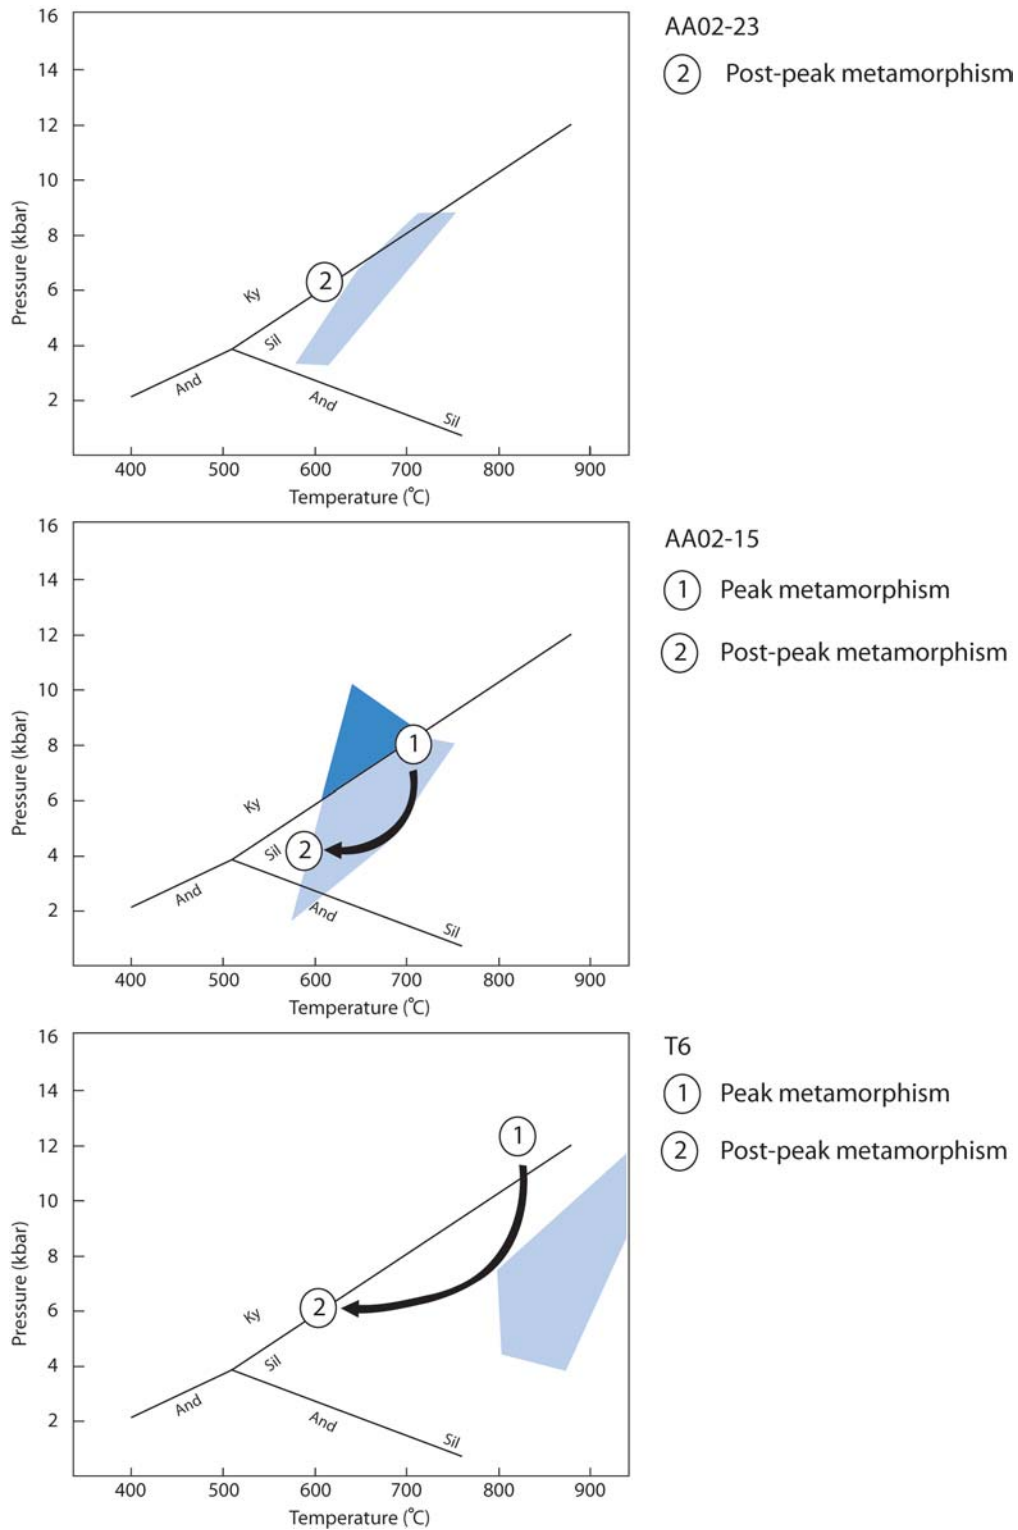 AA02-23
2 Post-peak metamorphism
16
14
12
10
8
6
4
2
Pressure (kbar)
2
Ky
Sil
And
And
Sil
400 500 600 700 800 900
Temperature (°C)
AA02-15
1 Peak metamorphism
2 Post-peak metamorphism
16
14
12
10
8
6
4
2
Pressure (kbar)
1
Ky
2
Sil
And
And
Sil
400 500 600 700 800 900
Temperature (°C)
T6
1 Peak metamorphism
2 Post-peak metamorphism
16
14
12
10
8
6
4
2
Pressure (kbar)
1
2
Ky
Sil
And
And
Sil
400 500 600 700 800 900
Temperature (°C)